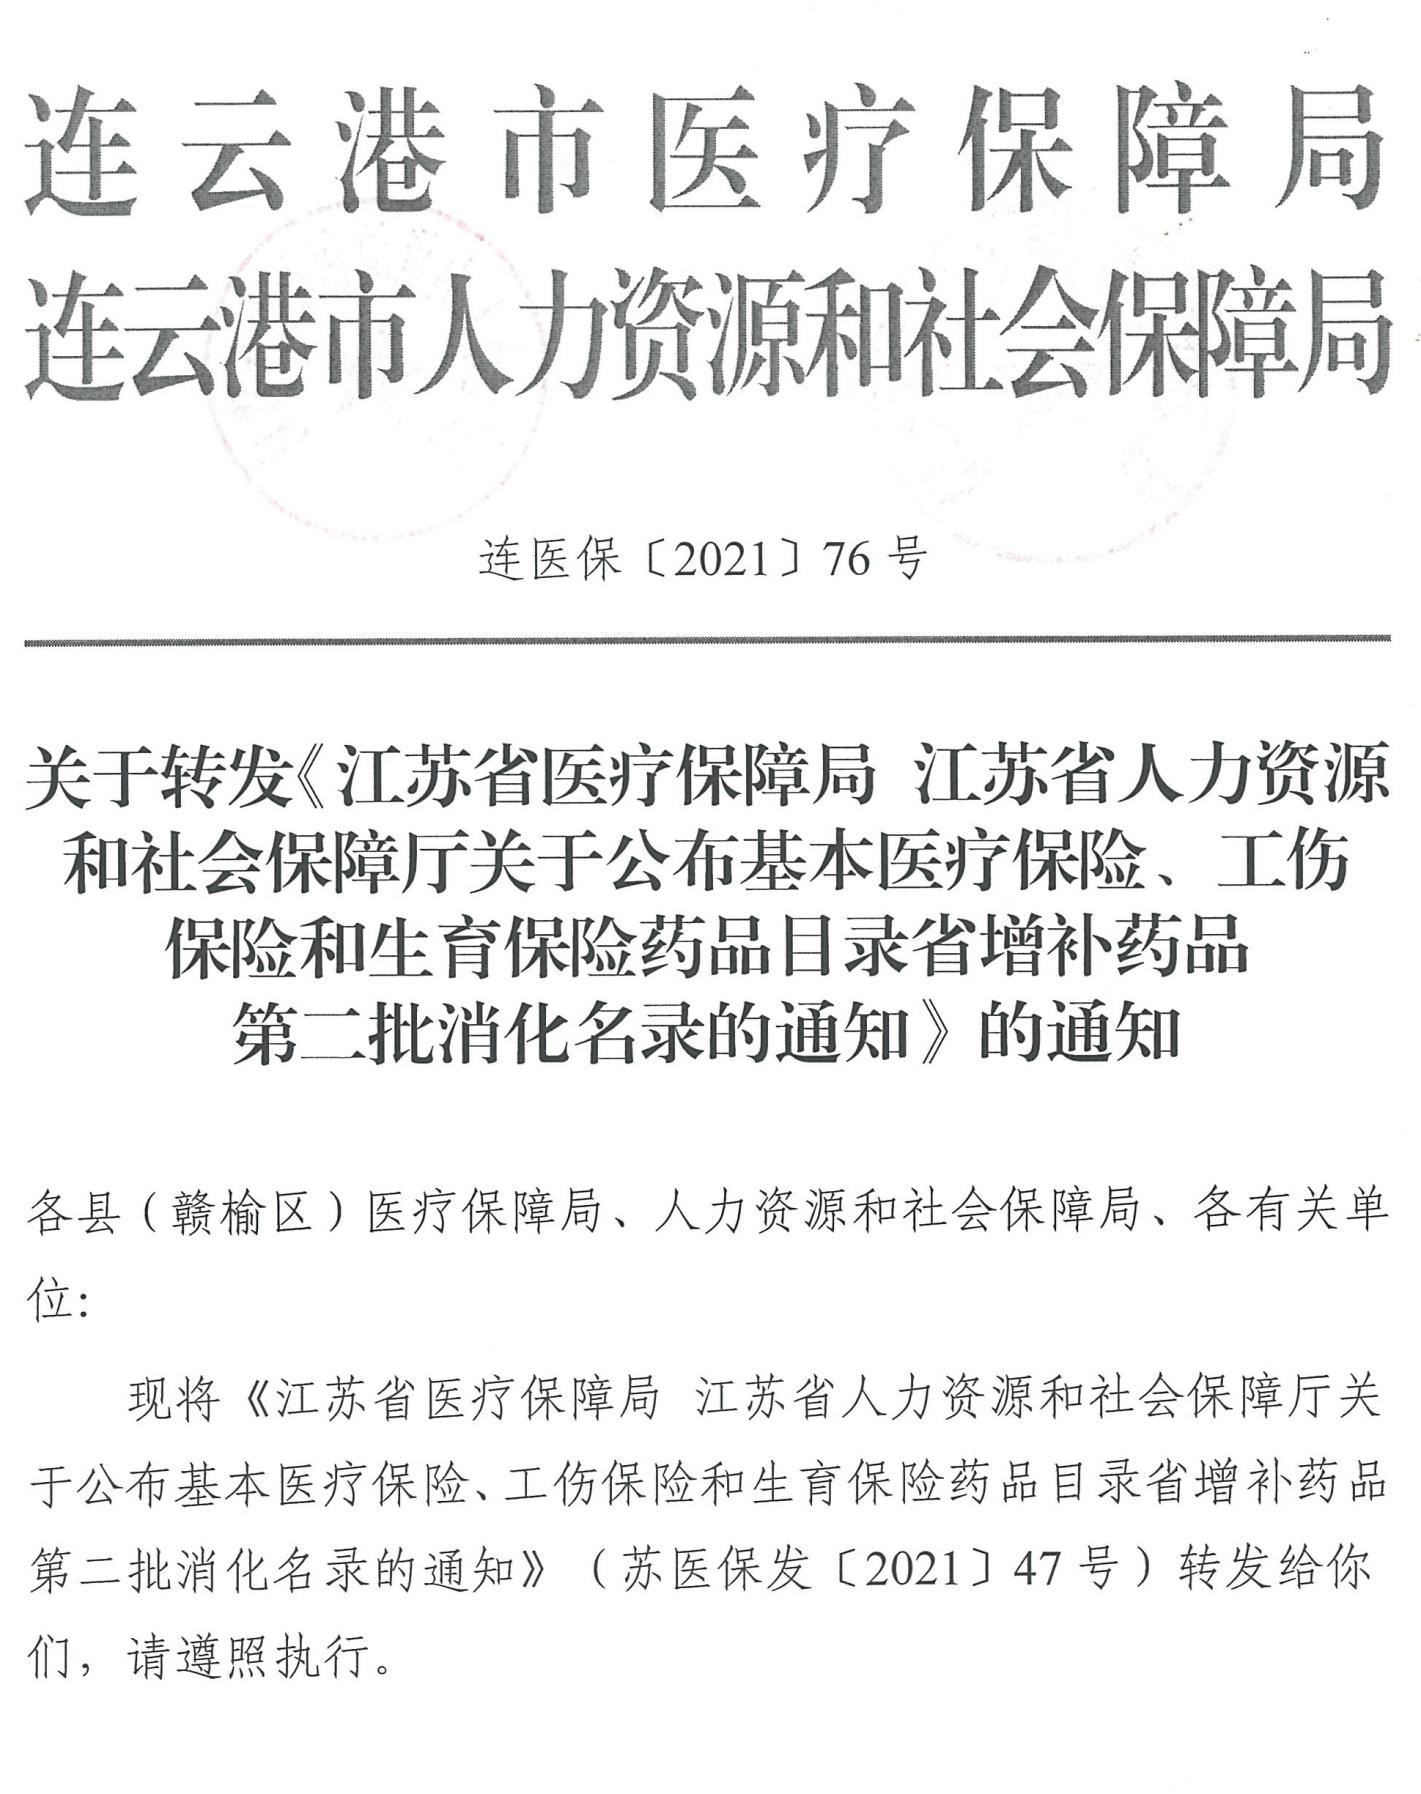 连云港市医疗保障局
连云港市人力资源和社会保障局
连医保〔2021〕76 号
关于转发《江苏省医疗保障局 江苏省人力资源
和社会保障厅关于公布基本医疗保险、工伤
保险和生育保险药品目录省增补药品
第二批消化名录的通知》的通知
各县（赣榆区）医疗保障局、人力资源和社会保障局、各有关单
位:
现将《江苏省医疗保障局 江苏省人力资源和社会保障厅关
于公布基本医疗保险、工伤保险和生育保险药品目录省增补药品
第二批消化名录的通知》（苏医保发〔2021〕47 号）转发给你
们，请遵照执行。